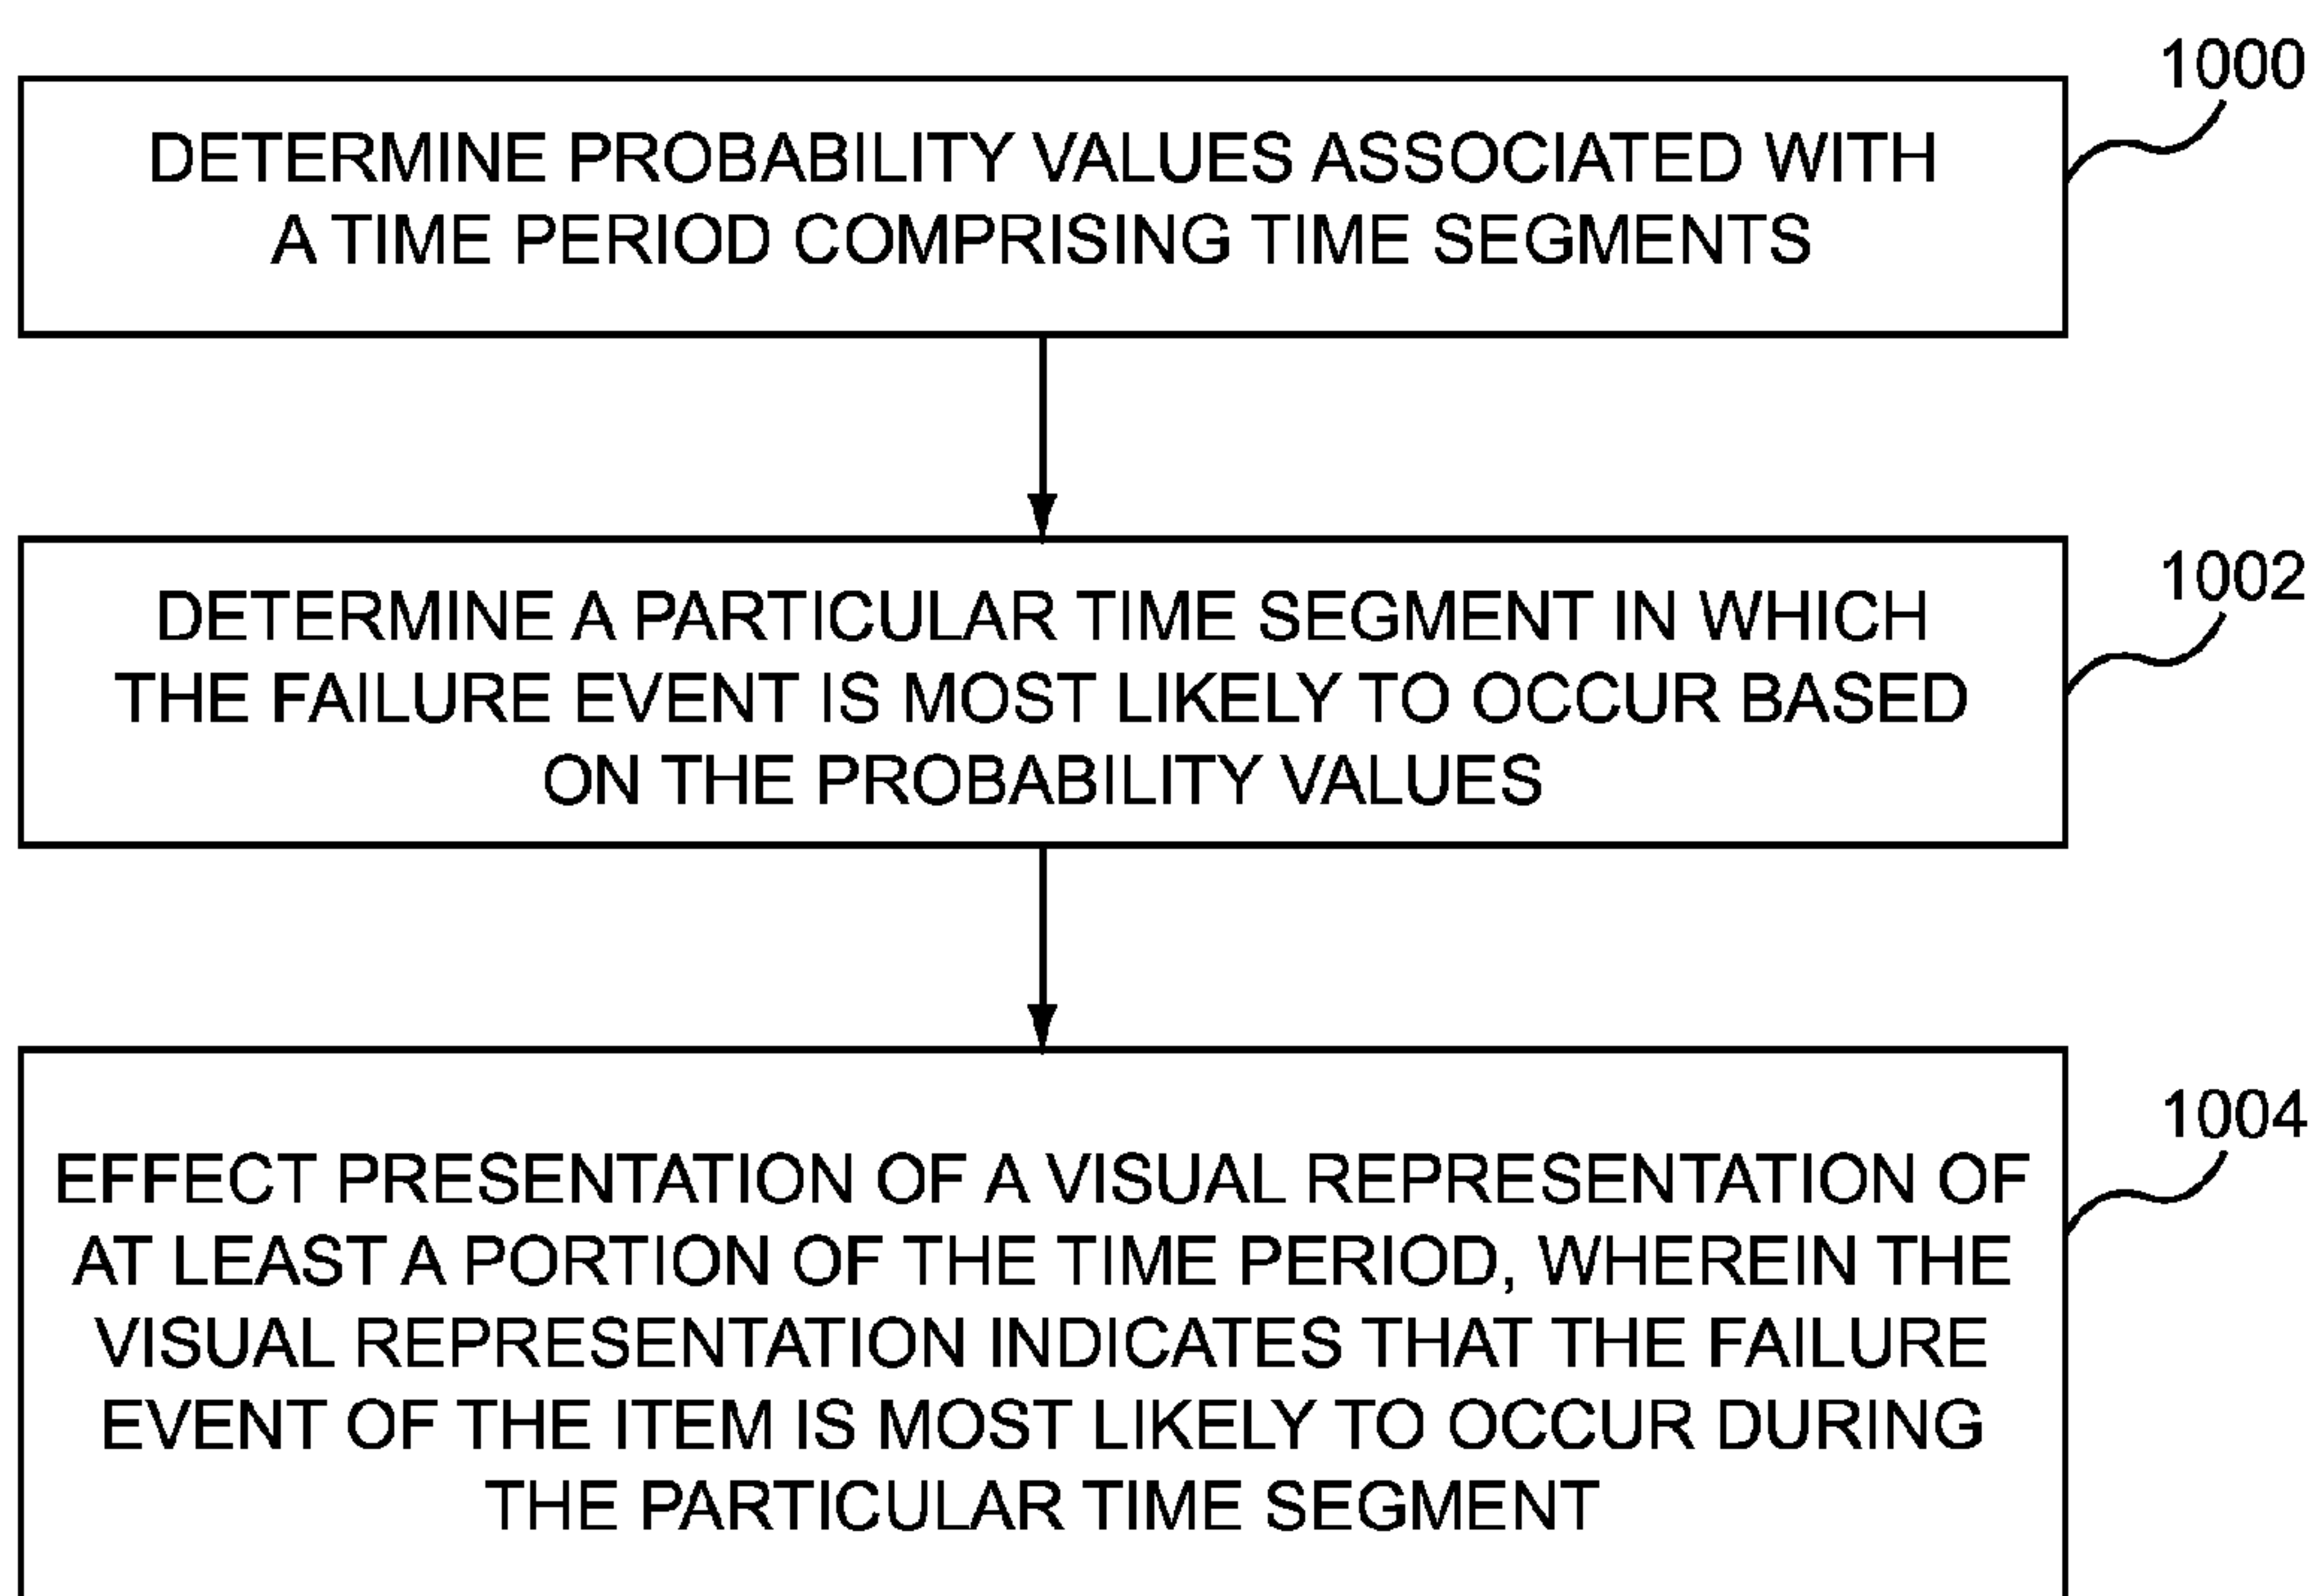 1000
DETERMINE PROBABILITY VALUES ASSOCIATED WITH
A TIME PERIOD COMPRISING TIME SEGMENTS
1002
DETERMINE A PARTICULAR TIME SEGMENT IN WHICH
THE FAILURE EVENT IS MOST LIKELY TO OCCUR BASED
ON THE PROBABILITY VALUES
1004
EFFECT PRESENTATION OF A VISUAL REPRESENTATION OF
AT LEAST A PORTION OF THE TIME PERIOD, WHEREIN THE
VISUAL REPRESENTATION INDICATES THAT THE FAILURE
EVENT OF THE ITEM IS MOST LIKELY TO OCCUR DURING
THE PARTICULAR TIME SEGMENT